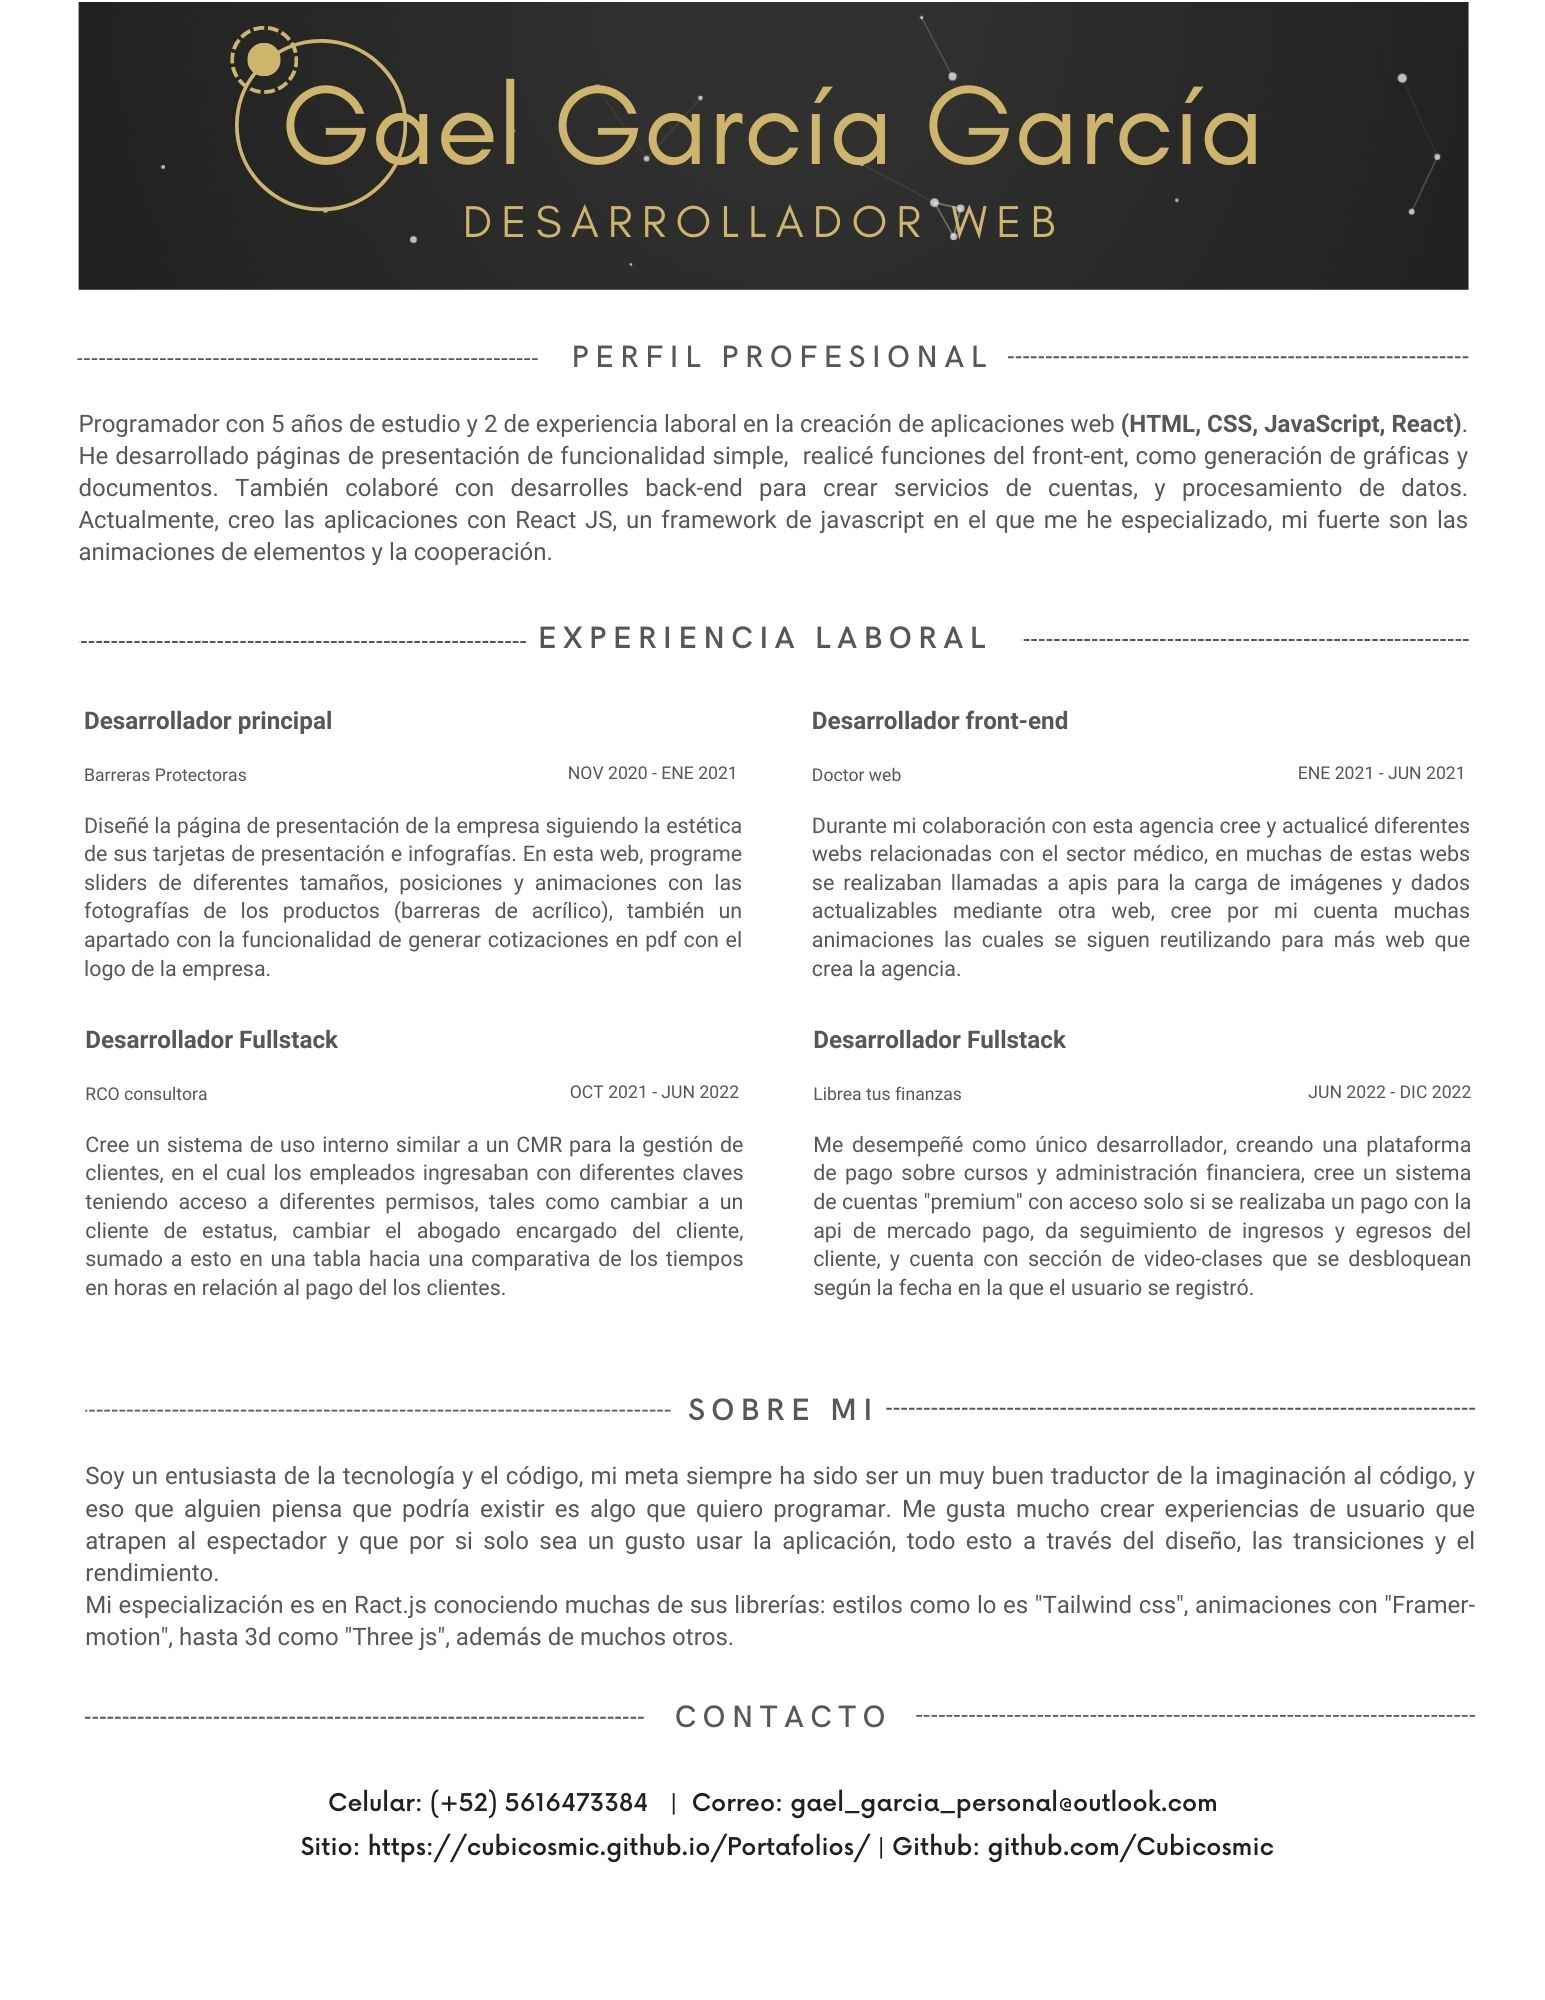 Gael García García
DESARROLLADOR WEB
PERFIL PROFESIONAL
Programador con 5 años de estudio y 2 de experiencia laboral en la creación de aplicaciones web (HTML, CSS, JavaScript, React).
He desarrollado páginas de presentación de funcionalidad simple,  realicé funciones del front-ent, como generación de gráficas y
documentos. También colaboré con desarrolles back-end para crear servicios de cuentas, y procesamiento de datos.
Actualmente, creo las aplicaciones con React JS, un framework de javascript en el que me he especializado, mi fuerte son las
animaciones de elementos y la cooperación.
EXPERIENCIA LABORAL
Desarrollador principal
Barreras Protectoras NOV 2020 - ENE 2021
Diseñé la página de presentación de la empresa siguiendo la estética
de sus tarjetas de presentación e infografías. En esta web, programe
sliders de diferentes tamaños, posiciones y animaciones con las
fotografías de los productos (barreras de acrílico), también un
apartado con la funcionalidad de generar cotizaciones en pdf con el
logo de la empresa.
Desarrollador front-end
Doctor web ENE 2021 - JUN 2021
Durante mi colaboración con esta agencia cree y actualicé diferentes
webs relacionadas con el sector médico, en muchas de estas webs
se realizaban llamadas a apis para la carga de imágenes y dados
actualizables mediante otra web, cree por mi cuenta muchas
animaciones las cuales se siguen reutilizando para más web que
crea la agencia.
Desarrollador Fullstack
RCO consultora OCT 2021 - JUN 2022
Cree un sistema de uso interno similar a un CMR para la gestión de
clientes, en el cual los empleados ingresaban con diferentes claves
teniendo acceso a diferentes permisos, tales como cambiar a un
cliente de estatus, cambiar el abogado encargado del cliente,
sumado a esto en una tabla hacia una comparativa de los tiempos
en horas en relación al pago del los clientes.
Desarrollador Fullstack
Librea tus finanzas JUN 2022 - DIC 2022
Me desempeñé como único desarrollador, creando una plataforma
de pago sobre cursos y administración financiera, cree un sistema
de cuentas "premium" con acceso solo si se realizaba un pago con la
api de mercado pago, da seguimiento de ingresos y egresos del
cliente, y cuenta con sección de video-clases que se desbloquean
según la fecha en la que el usuario se registró.
SOBRE MI
Soy un entusiasta de la tecnología y el código, mi meta siempre ha sido ser un muy buen traductor de la imaginación al código, y
eso que alguien piensa que podría existir es algo que quiero programar. Me gusta mucho crear experiencias de usuario que
atrapen al espectador y que por si solo sea un gusto usar la aplicación, todo esto a través del diseño, las transiciones y el
rendimiento.
Mi especialización es en Ract.js conociendo muchas de sus librerías: estilos como lo es "Tailwind css", animaciones con "Framer-
motion", hasta 3d como "Three js", además de muchos otros.
CONTACTO
Celular: (+52) 5616473384 | Correo: gael_garcia_personal@outlook.com
Sitio: https://cubicosmic.github.io/Portafolios/ | Github: github.com/Cubicosmic